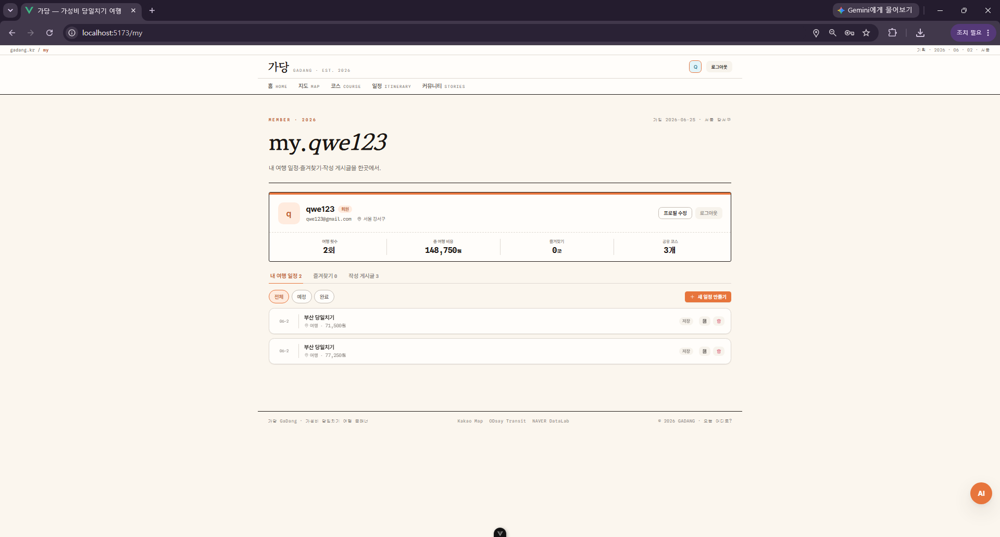 가당 — 가성비 당일치기 여행
Gemini에게 물어보기
localhost:5173/my
조치 필요
gadang.kr / my
기획 · 2026 · 06 · 02 · 서울
가당 GADANG · EST. 2026
Q 로그아웃
홈 HOME 지도 MAP 코스 COURSE 일정 ITINERARY 커뮤니티 STORIES
MEMBER · 2026
가입 2026-06-25 · 서울 강서구
my.qwe123
내 여행 일정·즐겨찾기·작성 게시글을 한곳에서.
q
qwe123 회원
qwe123@gmail.com 서울 강서구
프로필 수정 로그아웃
여행 횟수 총 여행 비용 즐겨찾기 공유 코스
2회 148,750원 0곳 3개
내 여행 일정 2 즐겨찾기 0 작성 게시글 3
전체 예정 완료
+ 새 일정 만들기
06-2
부산 당일치기
여행 · 71,500원
저장
06-2
부산 당일치기
여행 · 77,250원
저장
가당 GaDang · 가성비 당일치기 여행 플래너
Kakao Map ODsay Transit NAVER DataLab
© 2026 GADANG · 오늘 어디로?
AI